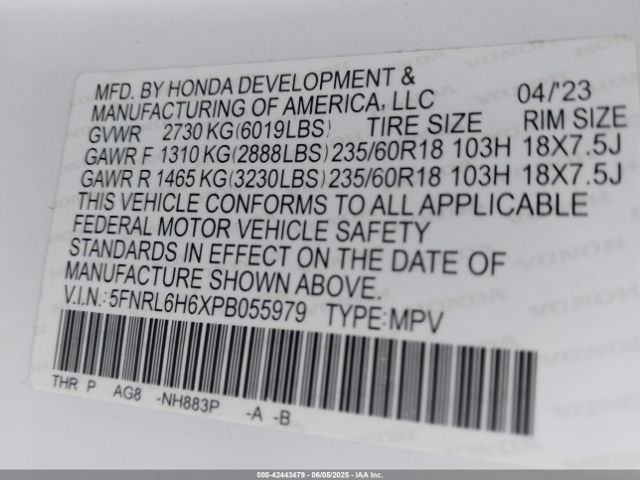 MFD. BY HONDA DEVELOPMENT &
MANUFACTURING OF AMERICA, LLC 04/'23
GVWR 2730 KG(6019LBS) TIRE SIZE RIM SIZE
GAWR F 1310 KG(2888LBS) 235/60R18 103H 18X7.5J
GAWR R 1465 KG(3230LBS) 235/60R18 103H 18X7.5J
THIS VEHICLE CONFORMS TO ALL APPLICABLE
FEDERAL MOTOR VEHICLE SAFETY
STANDARDS IN EFFECT ON THE DATE OF
MANUFACTURE SHOWN ABOVE.
V.I.N.: 5FNRL6H6XPB055979 TYPE:MPV
THR P AG8 -NH883P -A -B
000-42443479 - 06/05/2025 - IAA Inc.